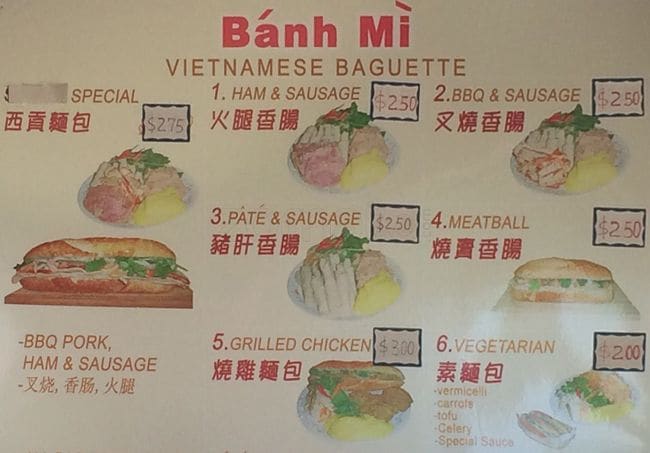 Bánh Mì
VIETNAMESE BAGUETTE
SPECIAL
西貢麵包
$2.75
-BBQ PORK,
HAM & SAUSAGE
-叉烧, 香肠, 火腿
1. HAM & SAUSAGE
火腿香腸
$2.50
2.BBQ & SAUSAGE
叉燒香腸
$2.50
3.PÂTÉ & SAUSAGE
豬肝香腸
$2.50
4.MEATBALL
燒賣香腸
$2.50
5.GRILLED CHICKEN
燒雞麵包
$3.00
6.VEGETARIAN
素麵包
$2.00
-vermicelli
-carrots
-tofu
-Celery
-Special Sauce